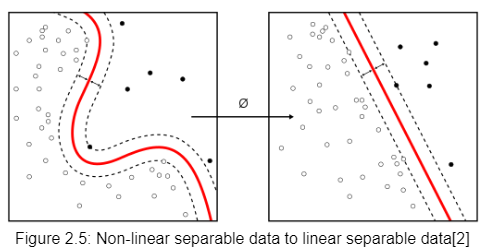 Ø
Figure 2.5: Non-linear separable data to linear separable data[2]